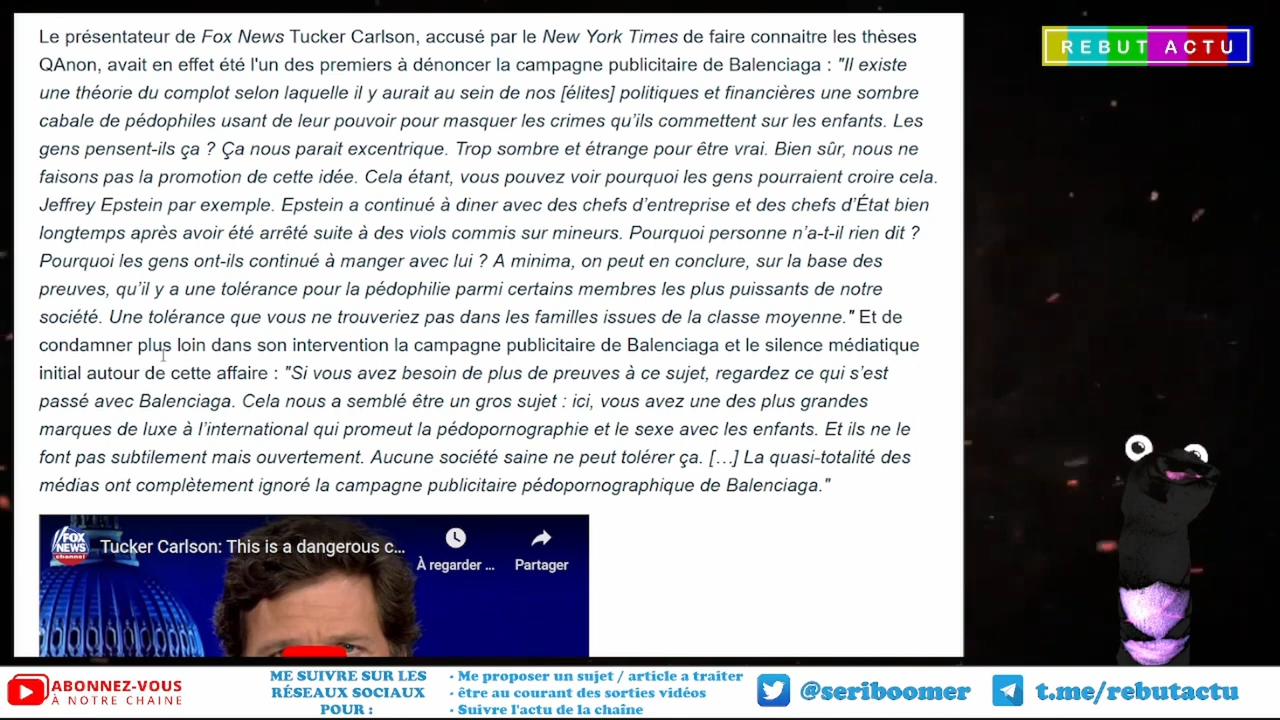 Le présentateur de Fox News Tucker Carlson, accusé par le New York Times de faire connaitre les thèses
QAnon, avait en effet été l'un des premiers à dénoncer la campagne publicitaire de Balenciaga : "Il existe
une théorie du complot selon laquelle il y aurait au sein de nos [élites] politiques et financières une sombre
cabale de pédophiles usant de leur pouvoir pour masquer les crimes qu’ils commettent sur les enfants. Les
gens pensent-ils ça ? Ça nous parait excentrique. Trop sombre et étrange pour être vrai. Bien sûr, nous ne
faisons pas la promotion de cette idée. Cela étant, vous pouvez voir pourquoi les gens pourraient croire cela.
Jeffrey Epstein par exemple. Epstein a continué à diner avec des chefs d’entreprise et des chefs d’État bien
longtemps après avoir été arrêté suite à des viols commis sur mineurs. Pourquoi personne n’a-t-il rien dit ?
Pourquoi les gens ont-ils continué à manger avec lui ? A minima, on peut en conclure, sur la base des
preuves, qu’il y a une tolérance pour la pédophilie parmi certains membres les plus puissants de notre
société. Une tolérance que vous ne trouveriez pas dans les familles issues de la classe moyenne." Et de
condamner plus loin dans son intervention la campagne publicitaire de Balenciaga et le silence médiatique
initial autour de cette affaire : "Si vous avez besoin de plus de preuves à ce sujet, regardez ce qui s’est
passé avec Balenciaga. Cela nous a semblé être un gros sujet : ici, vous avez une des plus grandes
marques de luxe à l’international qui promeut la pédopornographie et le sexe avec les enfants. Et ils ne le
font pas subtilement mais ouvertement. Aucune société saine ne peut tolérer ça. […] La quasi-totalité des
médias ont complètement ignoré la campagne publicitaire pédopornographique de Balenciaga."
REBUT ACTU
FOX
NEWS
channel
Tucker Carlson: This is a dangerous c...
À regarder ...
Partager
ABONNEZ-VOUS
À NOTRE CHAINE
ME SUIVRE SUR LES
RÉSEAUX SOCIAUX
POUR :
· Me proposer un sujet / article a traiter
· être au courant des sorties vidéos
· Suivre l'actu de la chaîne
@seriboomer
t.me/rebutactu